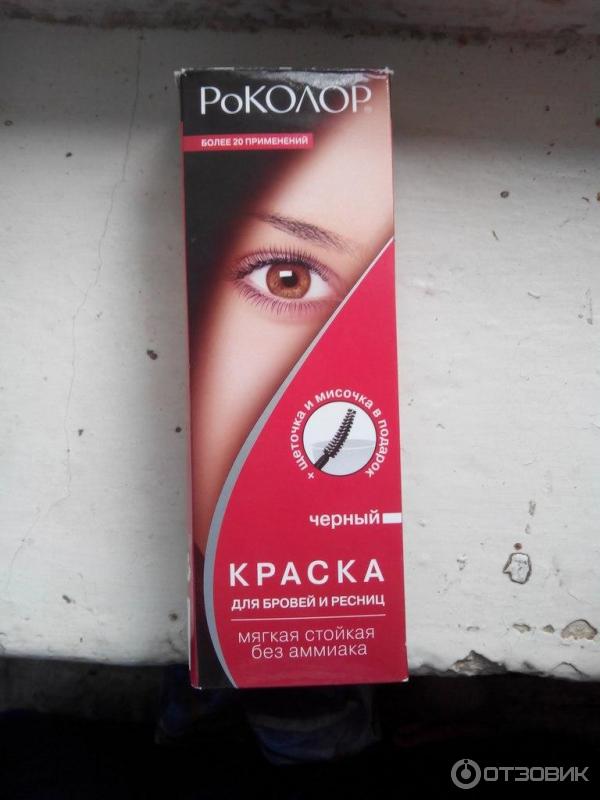 РОКОЛОР®
БОЛЕЕ 20 ПРИМЕНЕНИЙ
+ щеточка и мисочка в подарок
черный
КРАСКА
ДЛЯ БРОВЕЙ И РЕСНИЦ
мягкая стойкая
без аммиака
ОТЗОВИК